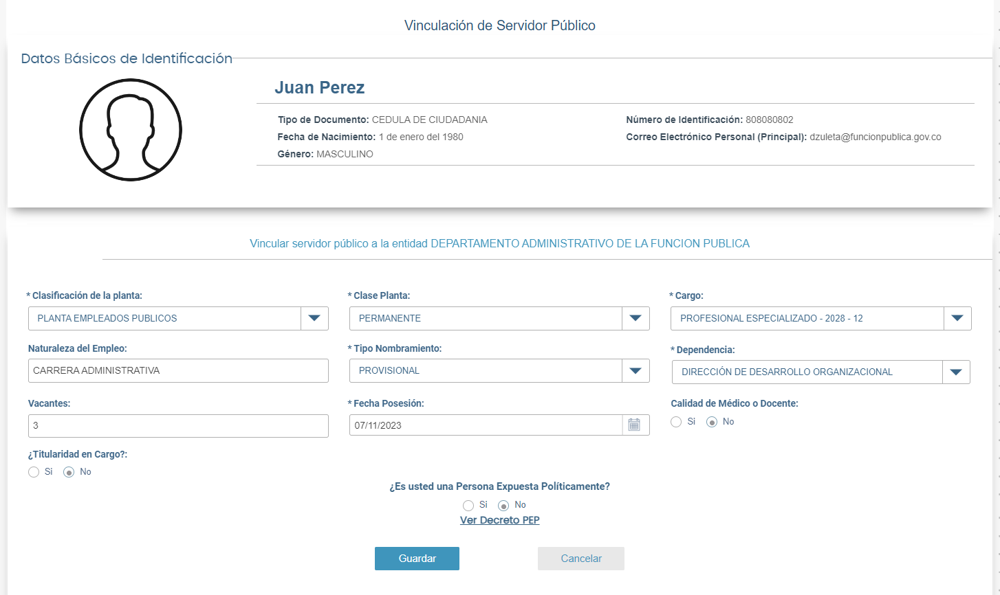 Vinculación de Servidor Público
Datos Básicos de Identificación
Juan Perez
Tipo de Documento: CEDULA DE CIUDADANIA
Número de Identificación: 808080802
Fecha de Nacimiento: 1 de enero del 1980
Correo Electrónico Personal (Principal): dzuleta@funcionpublica.gov.co
Género: MASCULINO
Vincular servidor público a la entidad DEPARTAMENTO ADMINISTRATIVO DE LA FUNCION PUBLICA
* Clasificación de la planta:
PLANTA EMPLEADOS PUBLICOS
* Clase Planta:
PERMANENTE
* Cargo:
PROFESIONAL ESPECIALIZADO - 2028 - 12
Naturaleza del Empleo:
CARRERA ADMINISTRATIVA
* Tipo Nombramiento:
PROVISIONAL
* Dependencia:
DIRECCIÓN DE DESARROLLO ORGANIZACIONAL
Vacantes:
3
* Fecha Posesión:
07/11/2023
Calidad de Médico o Docente:
Si No
¿Titularidad en Cargo?:
Si No
¿Es usted una Persona Expuesta Políticamente?
Si No
Ver Decreto PEP
Guardar
Cancelar